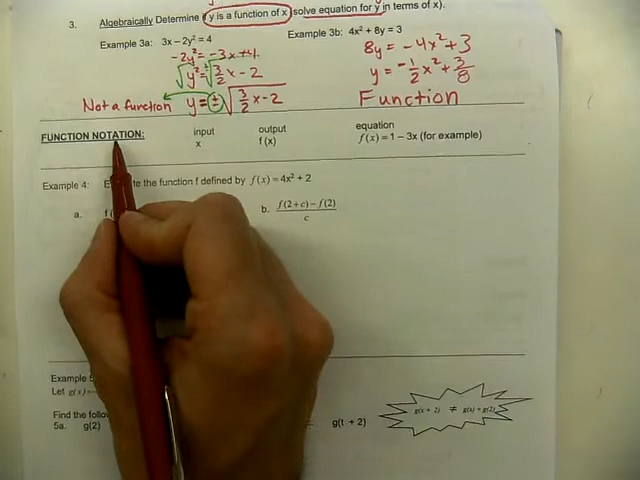 3. Algebraically Determine if y is a function of x (solve equation for y in terms of x).
Example 3a: 3x − 2y² = 4
Example 3b: 4x² + 8y = 3
-2y² = -3x+4
√y² = ±√3/2 x - 2
Not a function y = ± √3/2 x - 2
8y = -4x² + 3
y = -1/2 x² + 3/8
Function
FUNCTION NOTATION:
input
output
equation
x
f (x)
f(x) = 1 − 3x (for example)
Example 4: the function f defined by f(x) = 4x² + 2
a.
b. f(2+c) − f(2) / c
Example
Let g(x) =
g(x + 2) ≠ g(x) + g(2)
Find the follow
5a. g(2)
g(t + 2)